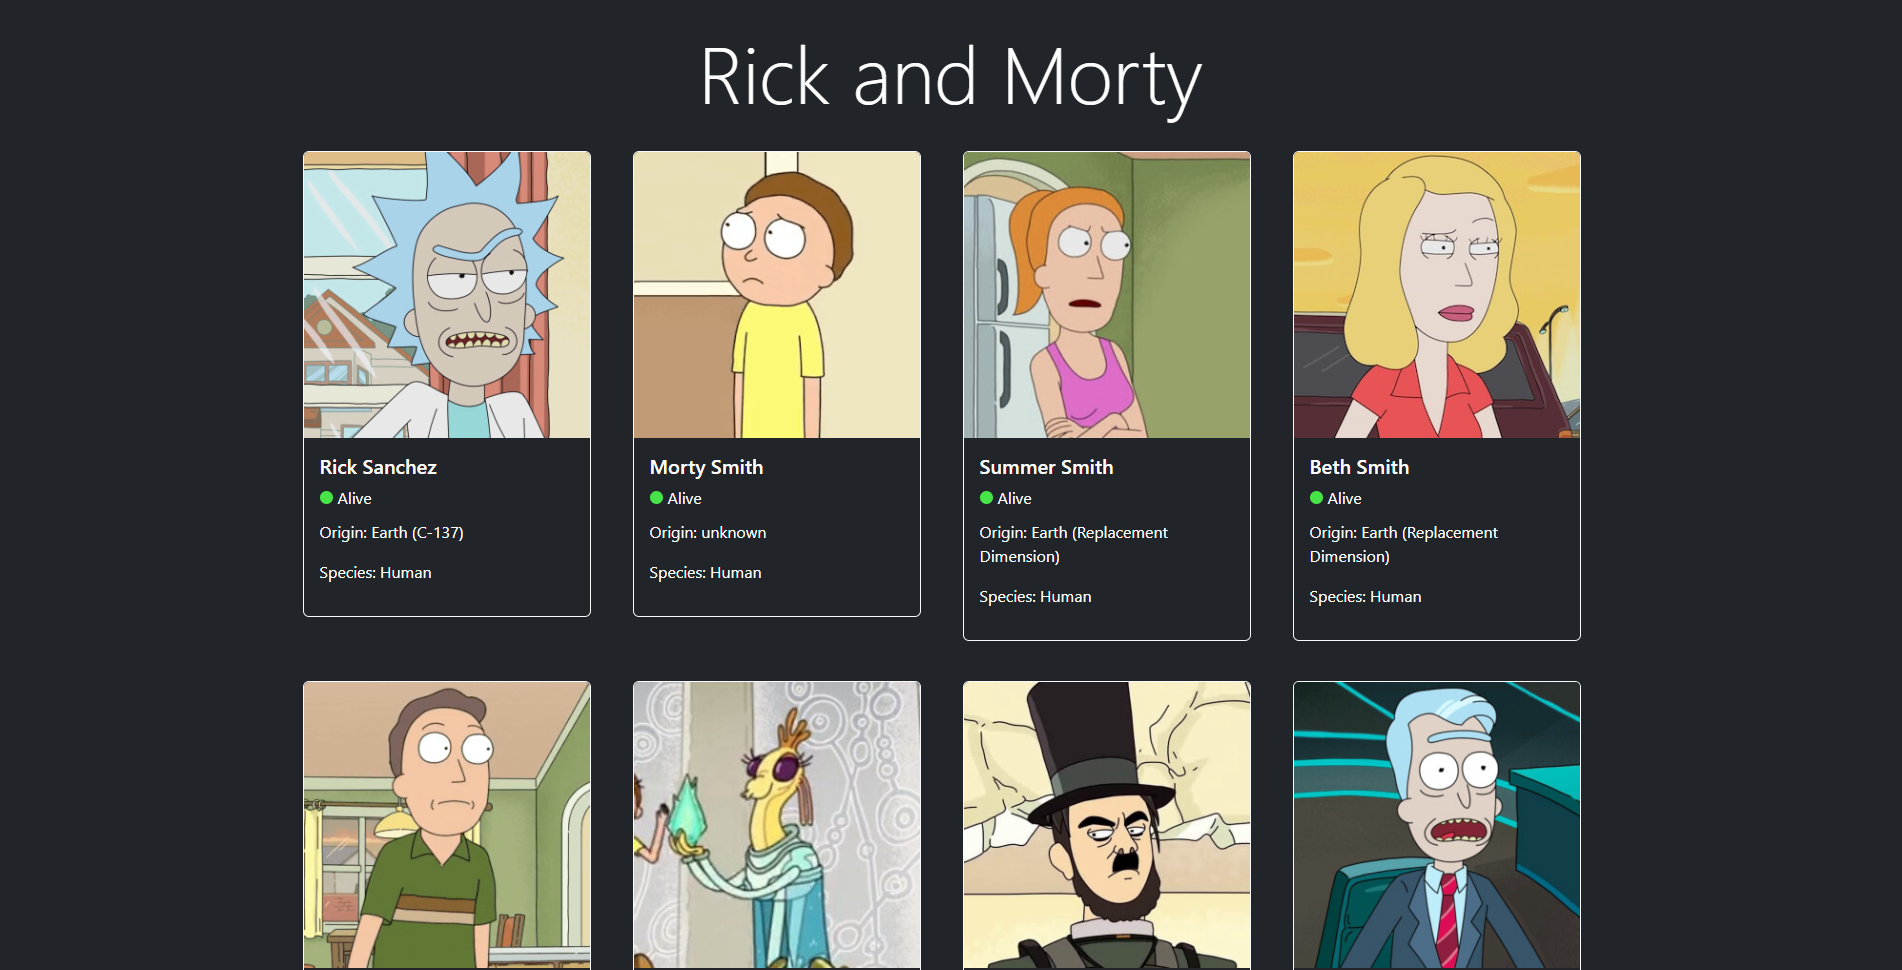 Rick and Morty
Rick Sanchez
Alive
Origin: Earth (C-137)
Species: Human
Morty Smith
Alive
Origin: unknown
Species: Human
Summer Smith
Alive
Origin: Earth (Replacement
Dimension)
Species: Human
Beth Smith
Alive
Origin: Earth (Replacement
Dimension)
Species: Human